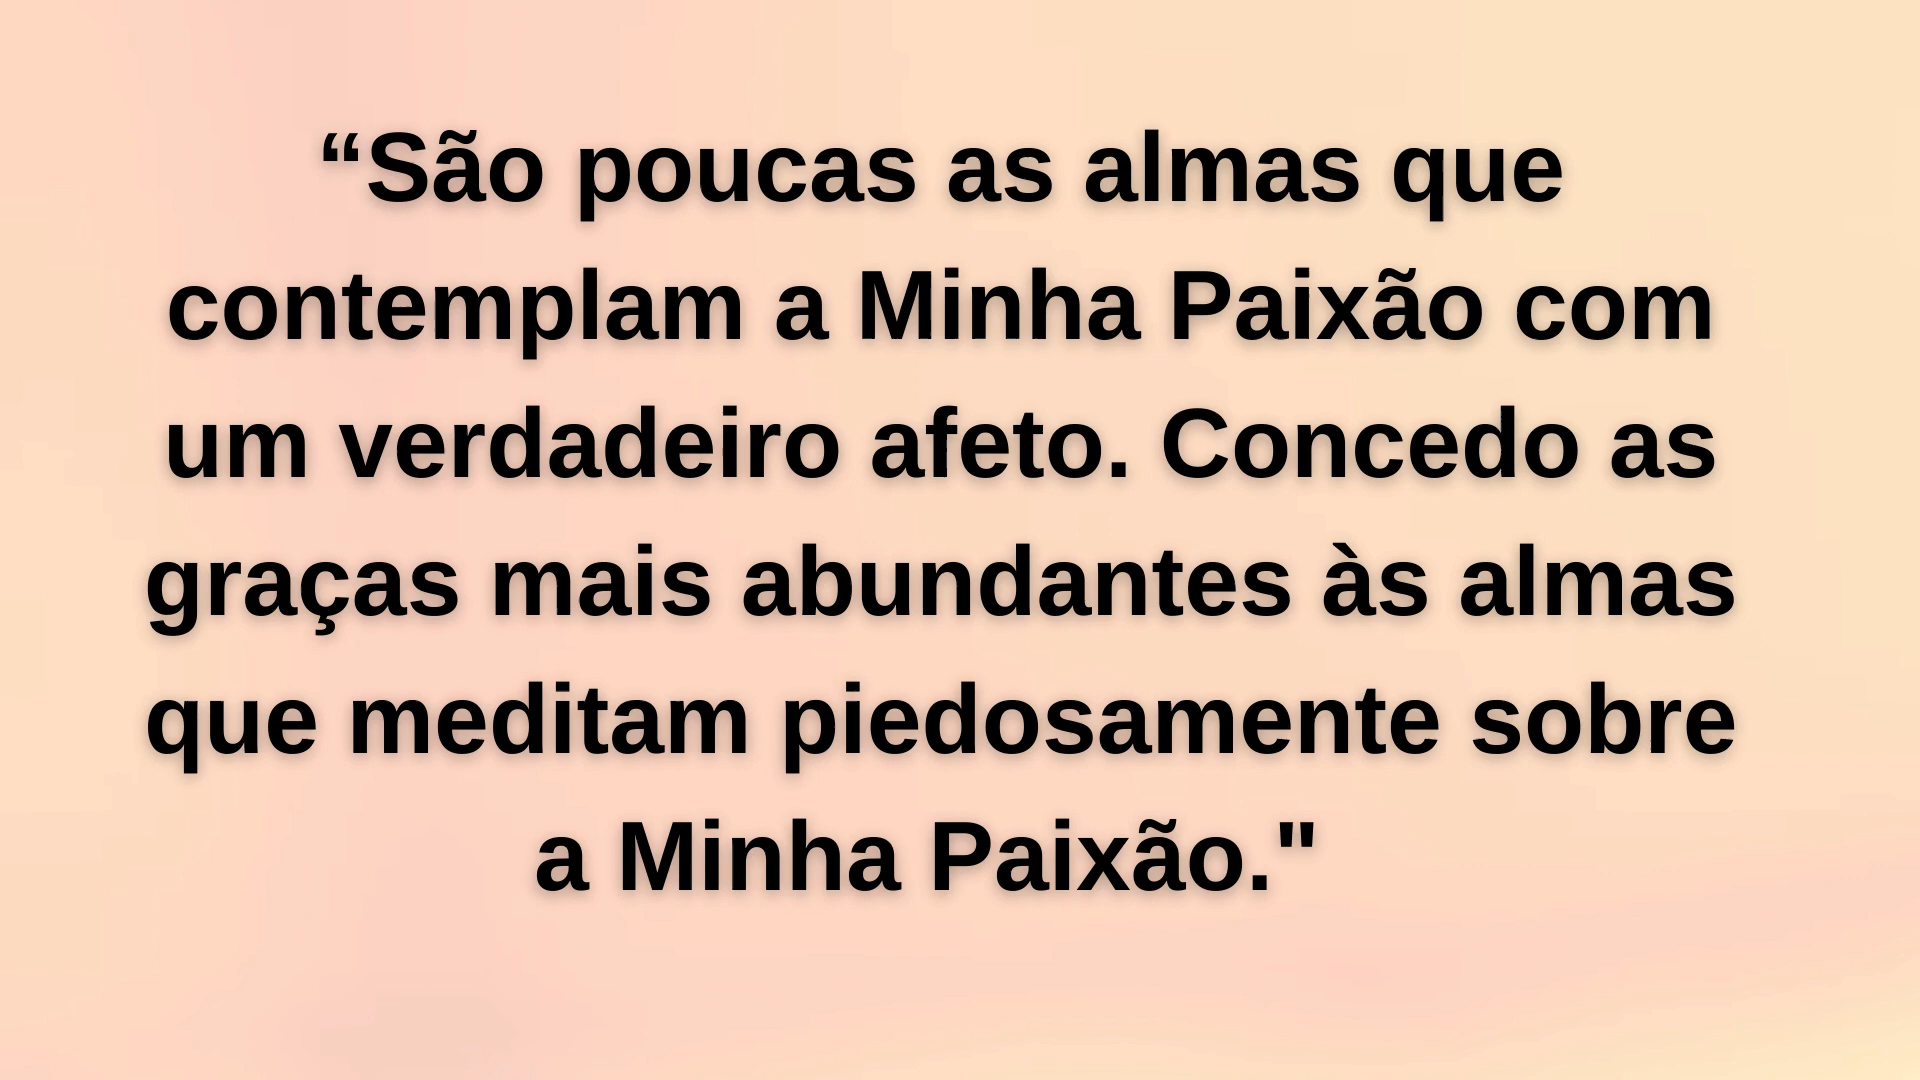 “São poucas as almas que
contemplam a Minha Paixão com
um verdadeiro afeto. Concedo as
graças mais abundantes às almas
que meditam piedosamente sobre
a Minha Paixão."